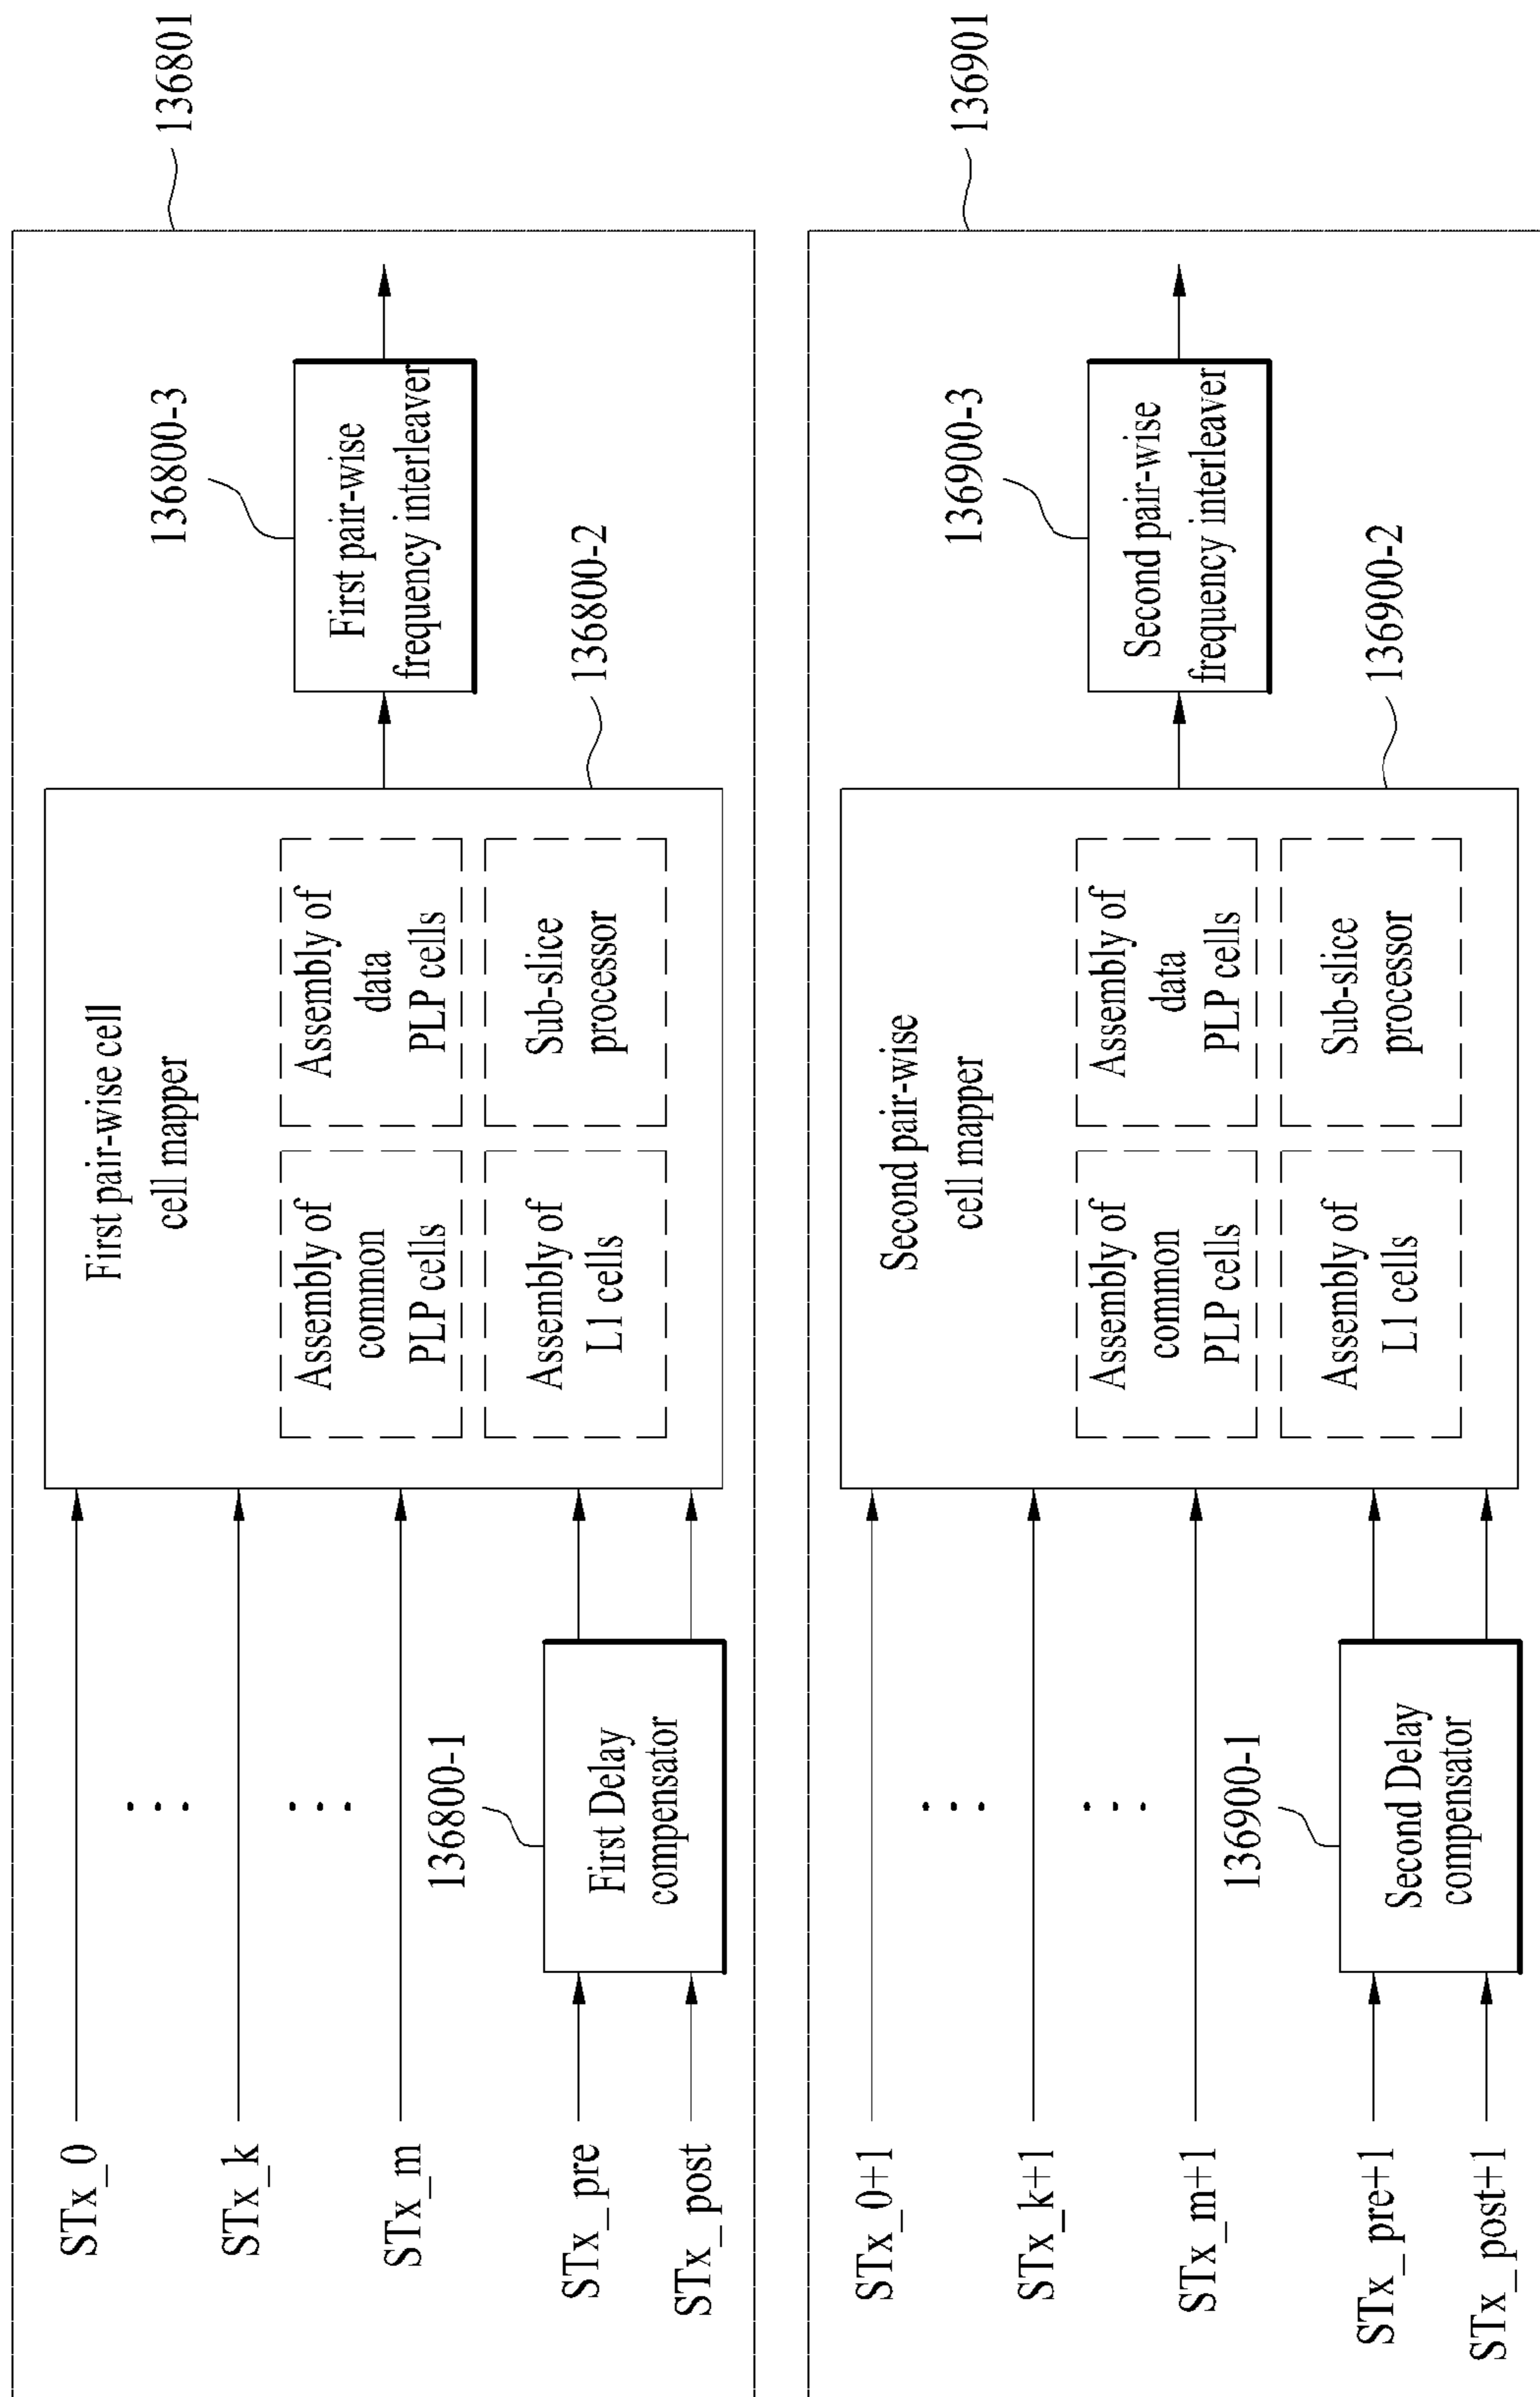 136801
STx_0
STx_k
STx_m
STx_pre
STx_post
136800-1
First Delay
compensator
First pair-wise cell
cell mapper
Assembly of
common
PLP cells
Assembly of
data
PLP cells
Assembly of
L1 cells
Sub-slice
processor
136800-2
136800-3
First pair-wise
frequency interleaver
136901
STx_0+1
STx_k+1
STx_m+1
STx_pre+1
STx_post+1
136900-1
Second Delay
compensator
Second pair-wise
cell mapper
Assembly of
common
PLP cells
Assembly of
data
PLP cells
Assembly of
L1 cells
Sub-slice
processor
136900-2
136900-3
Second pair-wise
frequency interleaver